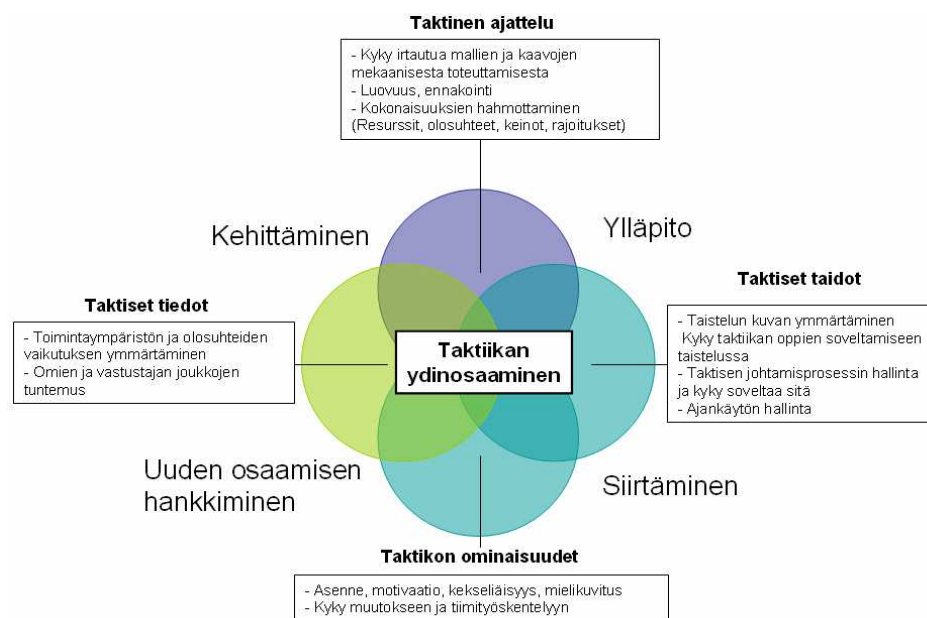 Taktinen ajattelu
- Kyky irtautua mallien ja kaavojen
mekaanisesta toteuttamisesta
- Luovuus, ennakointi
- Kokonaisuuksien hahmottaminen
(Resurssit, olosuhteet, keinot, rajoitukset)
Kehittäminen
Ylläpito
Taktiset tiedot
- Toimintaympäristön ja olosuhteiden
vaikutuksen ymmärtäminen
- Omien ja vastustajan joukkojen
tuntemus
Taktiikan
ydinosaaminen
Taktiset taidot
- Taistelun kuvan ymmärtäminen
Kyky taktiikan oppien soveltamiseen
taistelussa
- Taktisen johtamisprosessin hallinta
ja kyky soveltaa sitä
- Ajankäytön hallinta
Uuden osaamisen
hankkiminen
Siirtäminen
Taktikon ominaisuudet
- Asenne, motivaatio, kekseliäisyys, mielikuvitus
- Kyky muutokseen ja tiimityöskentelyyn